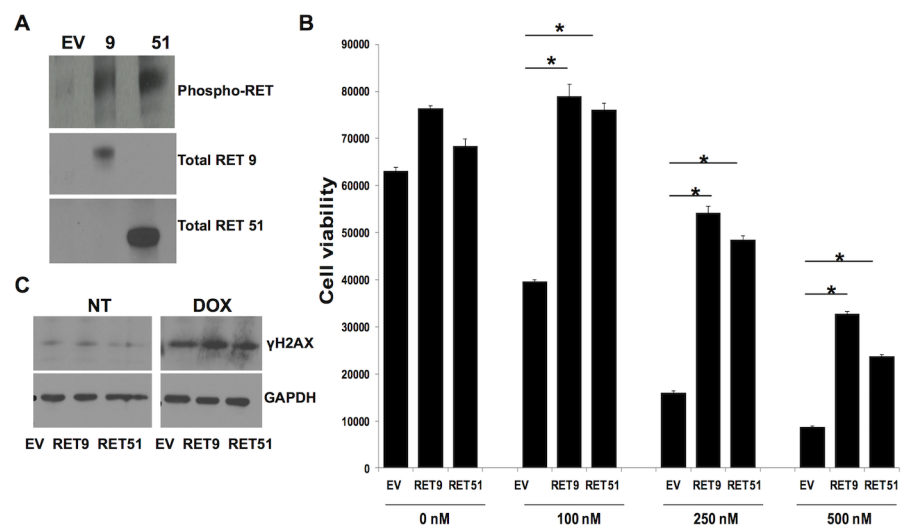 A
EV 9 51
Phospho-RET
Total RET 9
Total RET 51
C
NT DOX
γH2AX
GAPDH
EV RET9 RET51 EV RET9 RET51
B
Cell viability
90000
80000
70000
60000
50000
40000
30000
20000
10000
0
* *
* *
* *
EV RET9 RET51 EV RET9 RET51 EV RET9 RET51 EV RET9 RET51
0 nM 100 nM 250 nM 500 nM